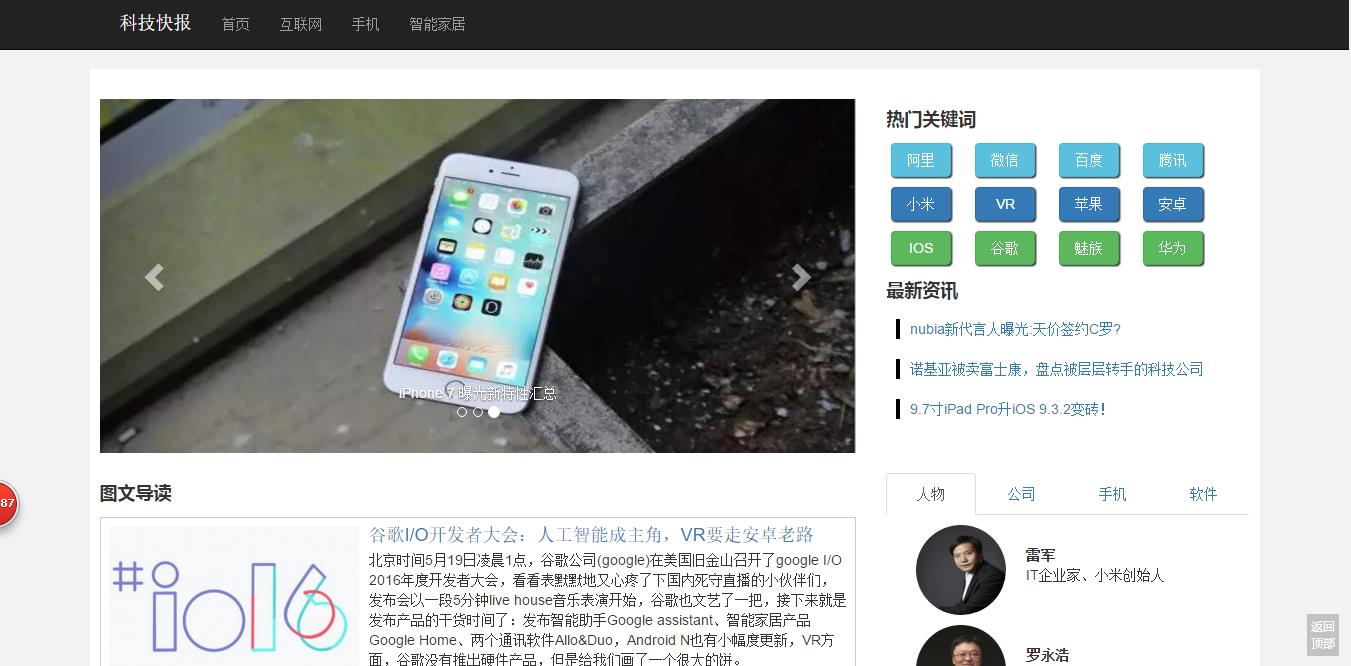 科技快报 首页 互联网 手机 智能家居
iPhone 7 曝光新特性汇总
热门关键词
阿里 微信 百度 腾讯
小米 VR 苹果 安卓
IOS 谷歌 魅族 华为
最新资讯
nubia新代言人曝光:天价签约C罗?
诺基亚被卖富士康，盘点被层层转手的科技公司
9.7寸iPad Pro升iOS 9.3.2变砖!
87
图文导读
#io16
谷歌I/O开发者大会：人工智能成主角，VR要走安卓老路
北京时间5月19日凌晨1点，谷歌公司(google)在美国旧金山召开了google I/O
2016年度开发者大会，看看表默默地又心疼了下国内死守直播的小伙伴们，
发布会以一段5分钟live house音乐表演开始，谷歌也文艺了一把，接下来就是
发布产品的干货时间了：发布智能助手Google assistant、智能家居产品
Google Home、两个通讯软件Allo&Duo，Android N也有小幅度更新，VR方
面，谷歌没有推出硬件产品，但是给我们画了一个很大的饼。
人物 公司 手机 软件
雷军
IT企业家、小米创始人
罗永浩
返回
顶部